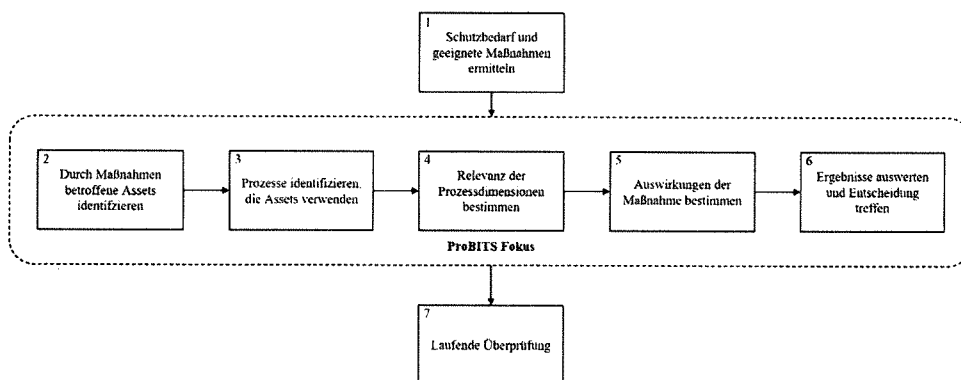 1
Schutzbedarf und
geeignete Maßnahmen
ermitteln
2
Durch Maßnahmen
betroffene Assets
identifzieren
3
Prozesse identifizieren,
die Assets verwenden
4
Relevanz der
Prozessdimensionen
bestimmen
5
Auswirkungen der
Maßnahme bestimmen
6
Ergebnisse auswerten
und Entscheidung
treffen
ProBITS Fokus
7
Laufende Überprüfung